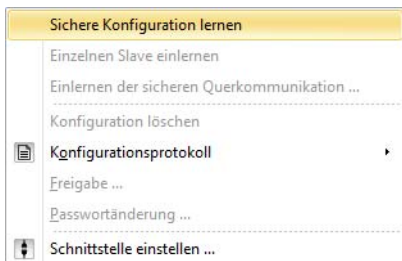 Sichere Konfiguration lernen
Einzelnen Slave einlernen
Einlernen der sicheren Querkommunikation ...
Konfiguration löschen
Konfigurationsprotokoll
Freigabe ...
Passwortänderung ...
Schnittstelle einstellen ...